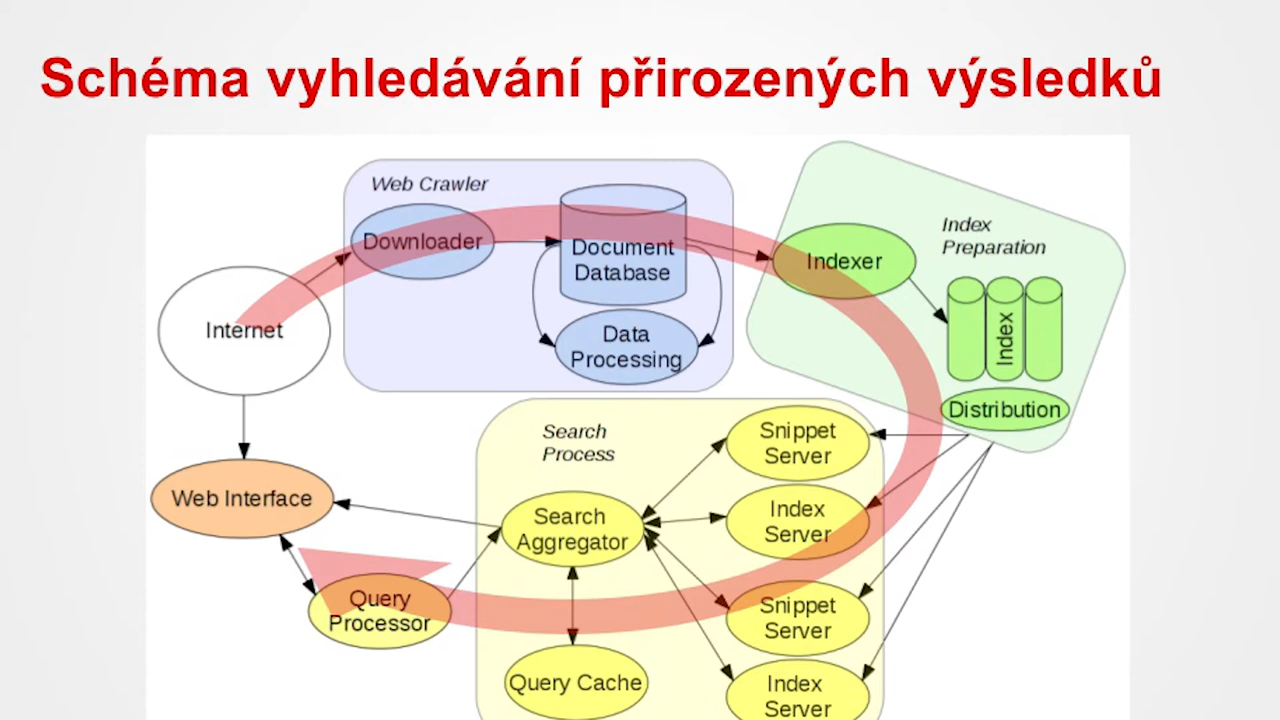 Schéma vyhledávání přirozených výsledků
Web Crawler
Downloader
Document
Database
Data
Processing
Internet
Indexer
Index
Preparation
Index
Distribution
Search
Process
Snippet
Server
Index
Server
Search
Aggregator
Web Interface
Query
Processor
Snippet
Server
Query Cache
Index
Server